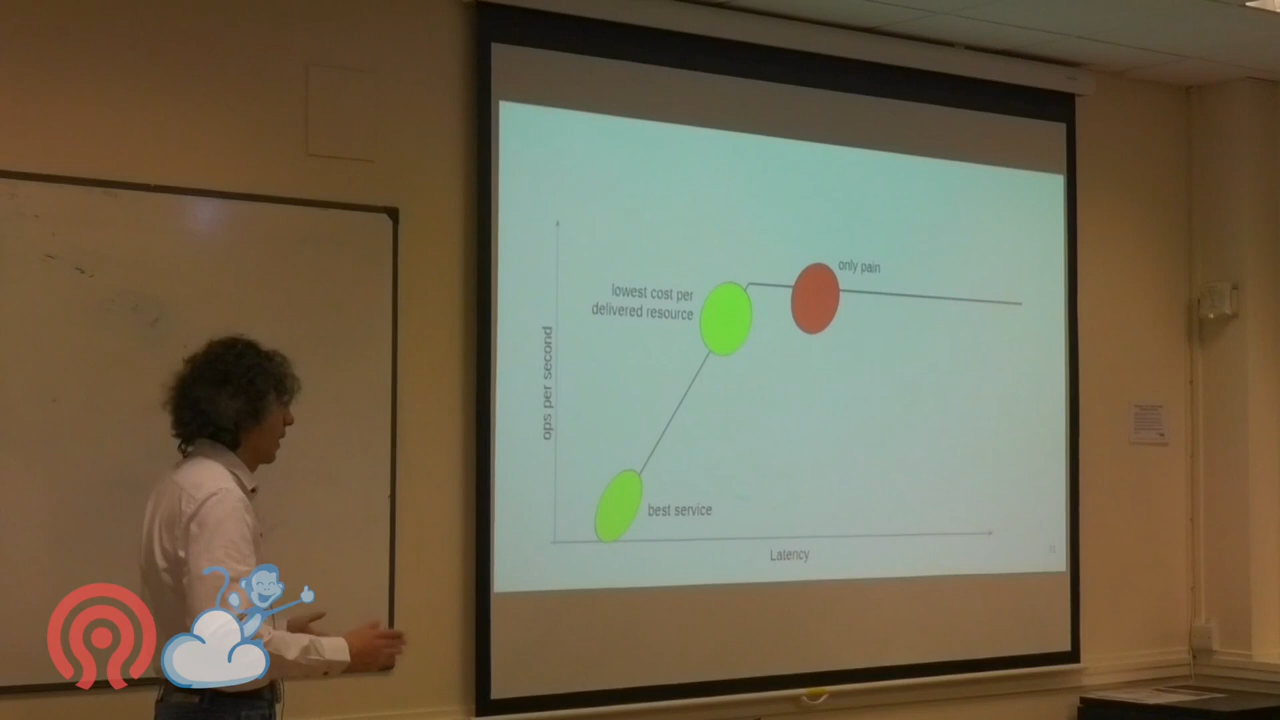 only pain
lowest cost per
delivered resource
ops per second
best service
Latency